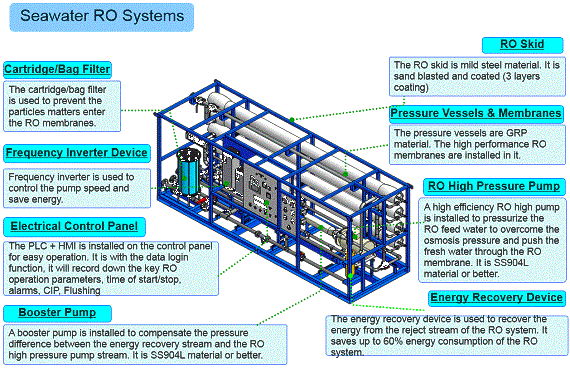 Seawater RO Systems
RO Skid
The RO skid is mild steel material. It is
sand blasted and coated (3 layers
coating)
Cartridge/Bag Filter
The cartridge/bag filter
is used to prevent the
particles matters enter
the RO membranes.
Pressure Vessels & Membranes
The pressure vessels are GRP
material. The high performance RO
membranes are installed in it.
Frequency Inverter Device
Frequency inverter is used to
control the pump speed and
save energy.
RO High Pressure Pump
A high efficiency RO high pump
is installed to pressurize the
RO feed water to overcome the
osmosis pressure and push the
fresh water through the RO
membrane. It is SS904L
material or better.
Electrical Control Panel
The PLC + HMI is installed on the control panel
for easy operation. It is with the data login
function, it will record down the key RO
operation parameters, time of start/stop,
alarms, CIP, Flushing
Energy Recovery Device
The energy recovery device is used to recover the
energy from the reject stream of the RO system. It
saves up to 60% energy consumption of the RO
system.
Booster Pump
A booster pump is installed to compensate the pressure
difference between the energy recovery stream and the RO
high pressure pump stream. It is SS904L material or better.